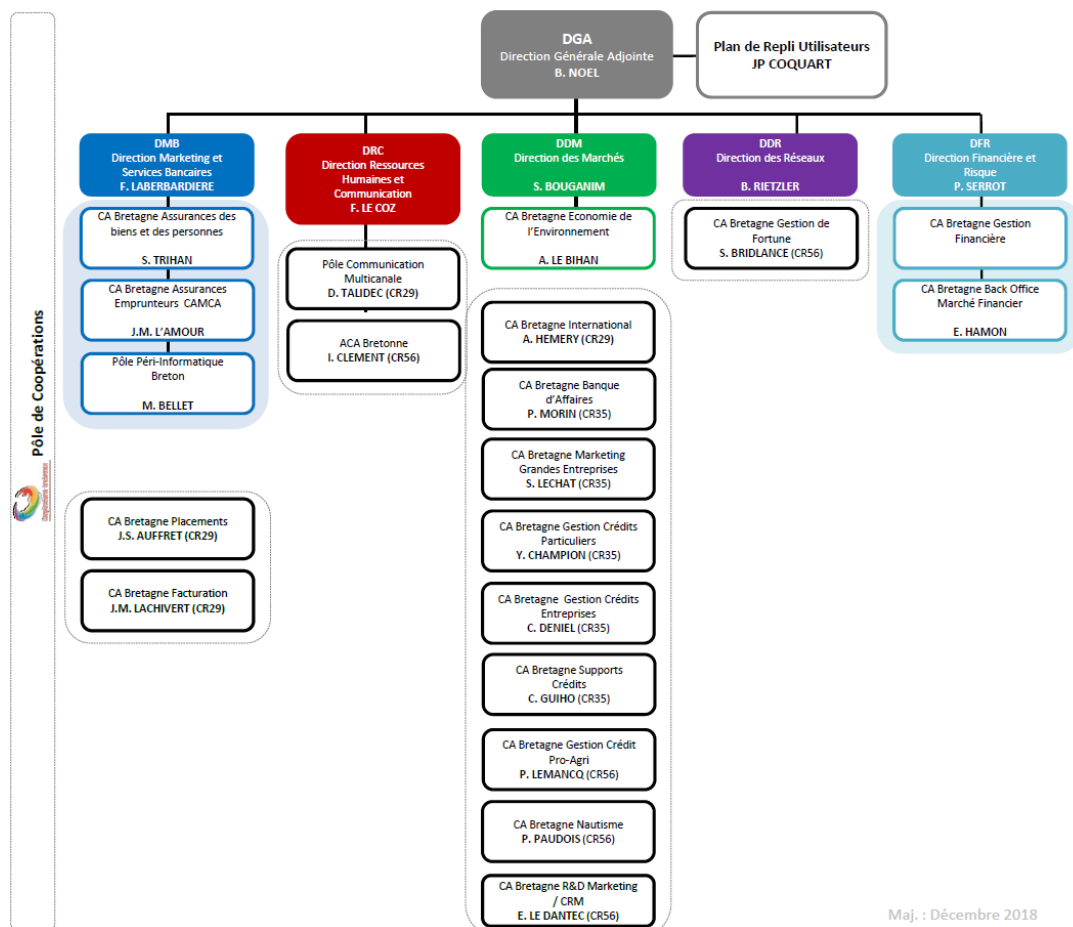 DGA
Direction Générale Adjointe
B. NOEL
Plan de Repli Utilisateurs
JP COQUART
Pôle de Coopérations
DMB
Direction Marketing et
Services Bancaires
F. LABERBARDIERE
CA Bretagne Assurances des
biens et des personnes
S. TRIHAN
CA Bretagne Assurances
Emprunteurs CAMCA
J.M. L’AMOUR
Pôle Péri-Informatique
Breton
M. BELLET
CA Bretagne Placements
J.S. AUFFRET (CR29)
CA Bretagne Facturation
J.M. LACHIVERT (CR29)
DRC
Direction Ressources
Humaines et
Communication
F. LE COZ
Pôle Communication
Multicanale
D. TALIDEC (CR29)
ACA Bretonne
I. CLEMENT (CR56)
DDM
Direction des Marchés
S. BOUGANIM
CA Bretagne Economie de
l’Environnement
A. LE BIHAN
CA Bretagne International
A. HEMERY (CR29)
CA Bretagne Banque
d’Affaires
P. MORIN (CR35)
CA Bretagne Marketing
Grandes Entreprises
S. LECHAT (CR35)
CA Bretagne Gestion Crédits
Particuliers
Y. CHAMPION (CR35)
CA Bretagne Gestion Crédits
Entreprises
C. DENIEL (CR35)
CA Bretagne Supports
Crédits
C. GUIHO (CR35)
CA Bretagne Gestion Crédit
Pro-Agri
P. LEMANCQ (CR56)
CA Bretagne Nautisme
P. PAUDOIS (CR56)
CA Bretagne R&D Marketing
/ CRM
E. LE DANTEC (CR56)
DDR
Direction des Réseaux
B. RIETZLER
CA Bretagne Gestion de
Fortune
S. BRIDLANCE (CR56)
DFR
Direction Financière et
Risque
P. SERROT
CA Bretagne Gestion
Financière
CA Bretagne Back Office
Marché Financier
E. HAMON
Maj. : Décembre 2018